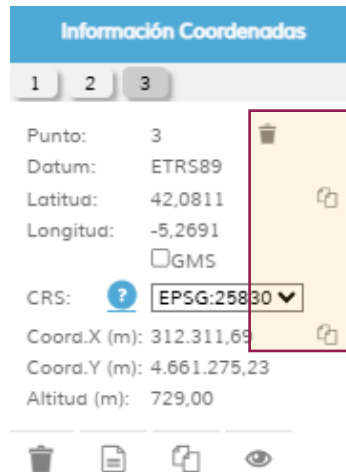 Información Coordenadas
1 2 3
Punto: 3
Datum: ETRS89
Latitud: 42,0811
Longitud: -5,2691
GMS
CRS: ? EPSG:25830
Coord.X (m): 312.311,69
Coord.Y (m): 4.661.275,23
Altitud (m): 729,00